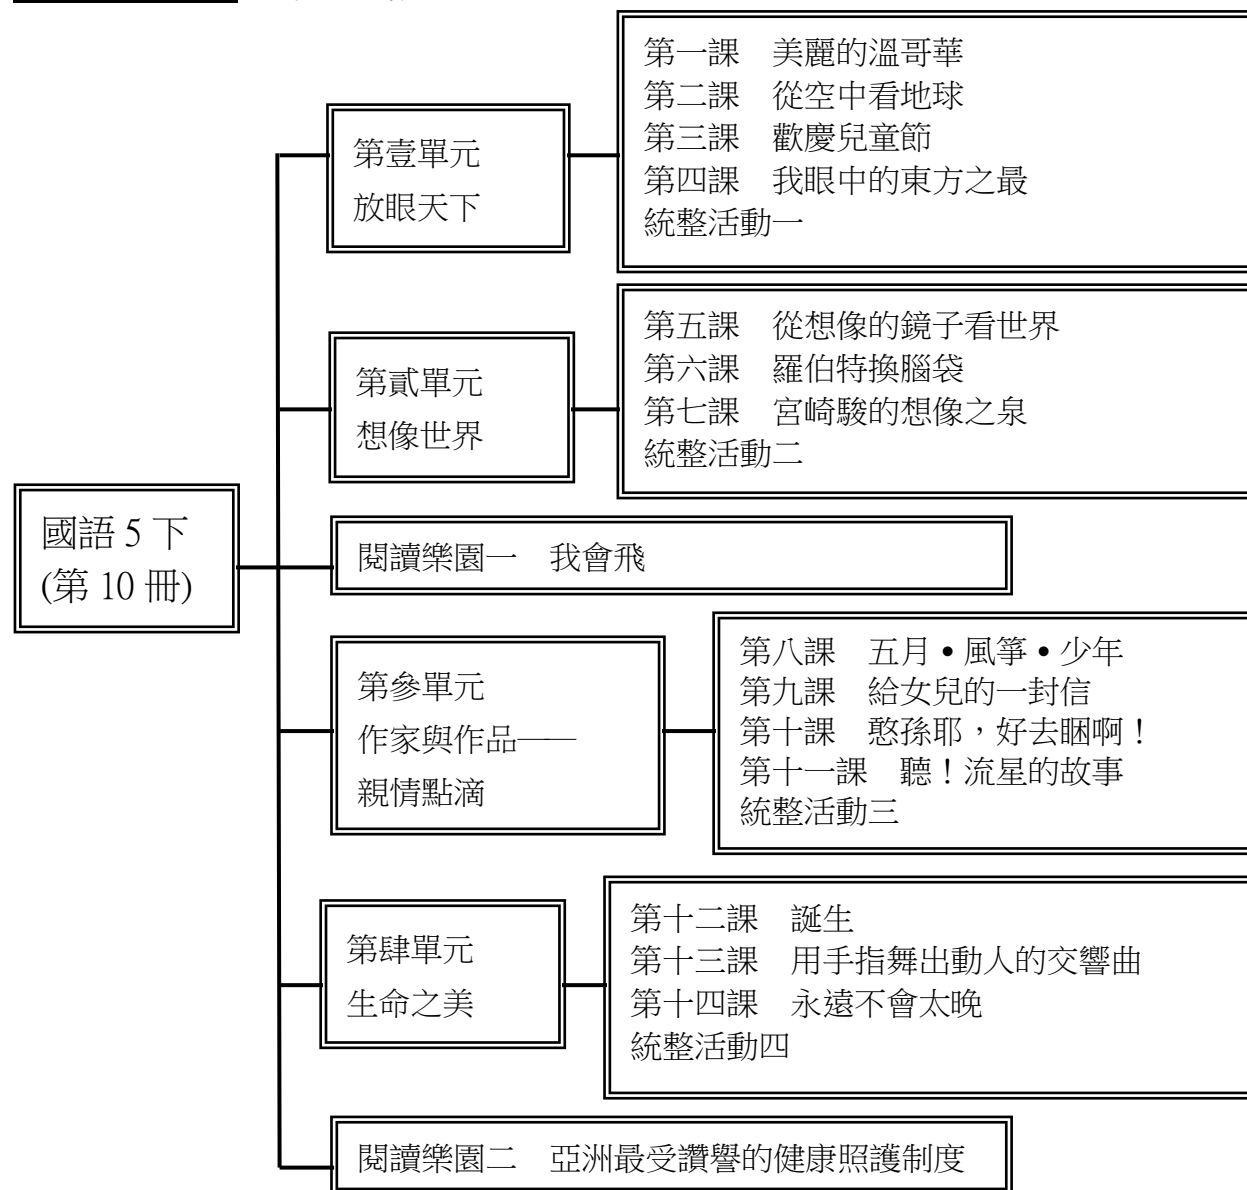 國語 5 下
(第 10 冊)
第壹單元
放眼天下
第一課　美麗的溫哥華
第二課　從空中看地球
第三課　歡慶兒童節
第四課　我眼中的東方之最
統整活動一
第貳單元
想像世界
第五課　從想像的鏡子看世界
第六課　羅伯特換腦袋
第七課　宮崎駿的想像之泉
統整活動二
閱讀樂園一　我會飛
第參單元
作家與作品——
親情點滴
第八課　五月•風箏•少年
第九課　給女兒的一封信
第十課　憨孫耶，好去睏啊！
第十一課　聽！流星的故事
統整活動三
第肆單元
生命之美
第十二課　誕生
第十三課　用手指舞出動人的交響曲
第十四課　永遠不會太晚
統整活動四
閱讀樂園二　亞洲最受讚譽的健康照護制度